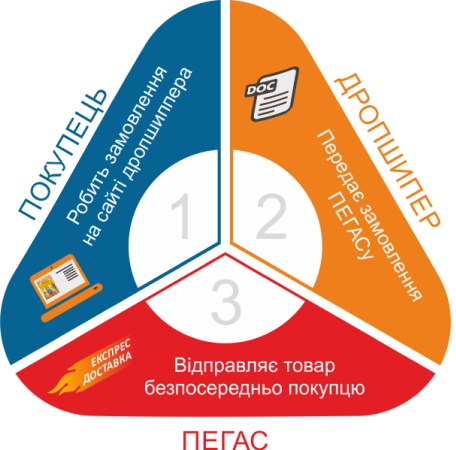 ПОКУПЕЦЬ
Робить замовлення
на сайті дропшиппера
1
ДРОПШИПЕР
DOC
Передає замовлення
ПЕГАСу
2
3
ЕКСПРЕС
ДОСТАВКА
Відправляє товар
безпосередньо покупцю
ПЕГАС